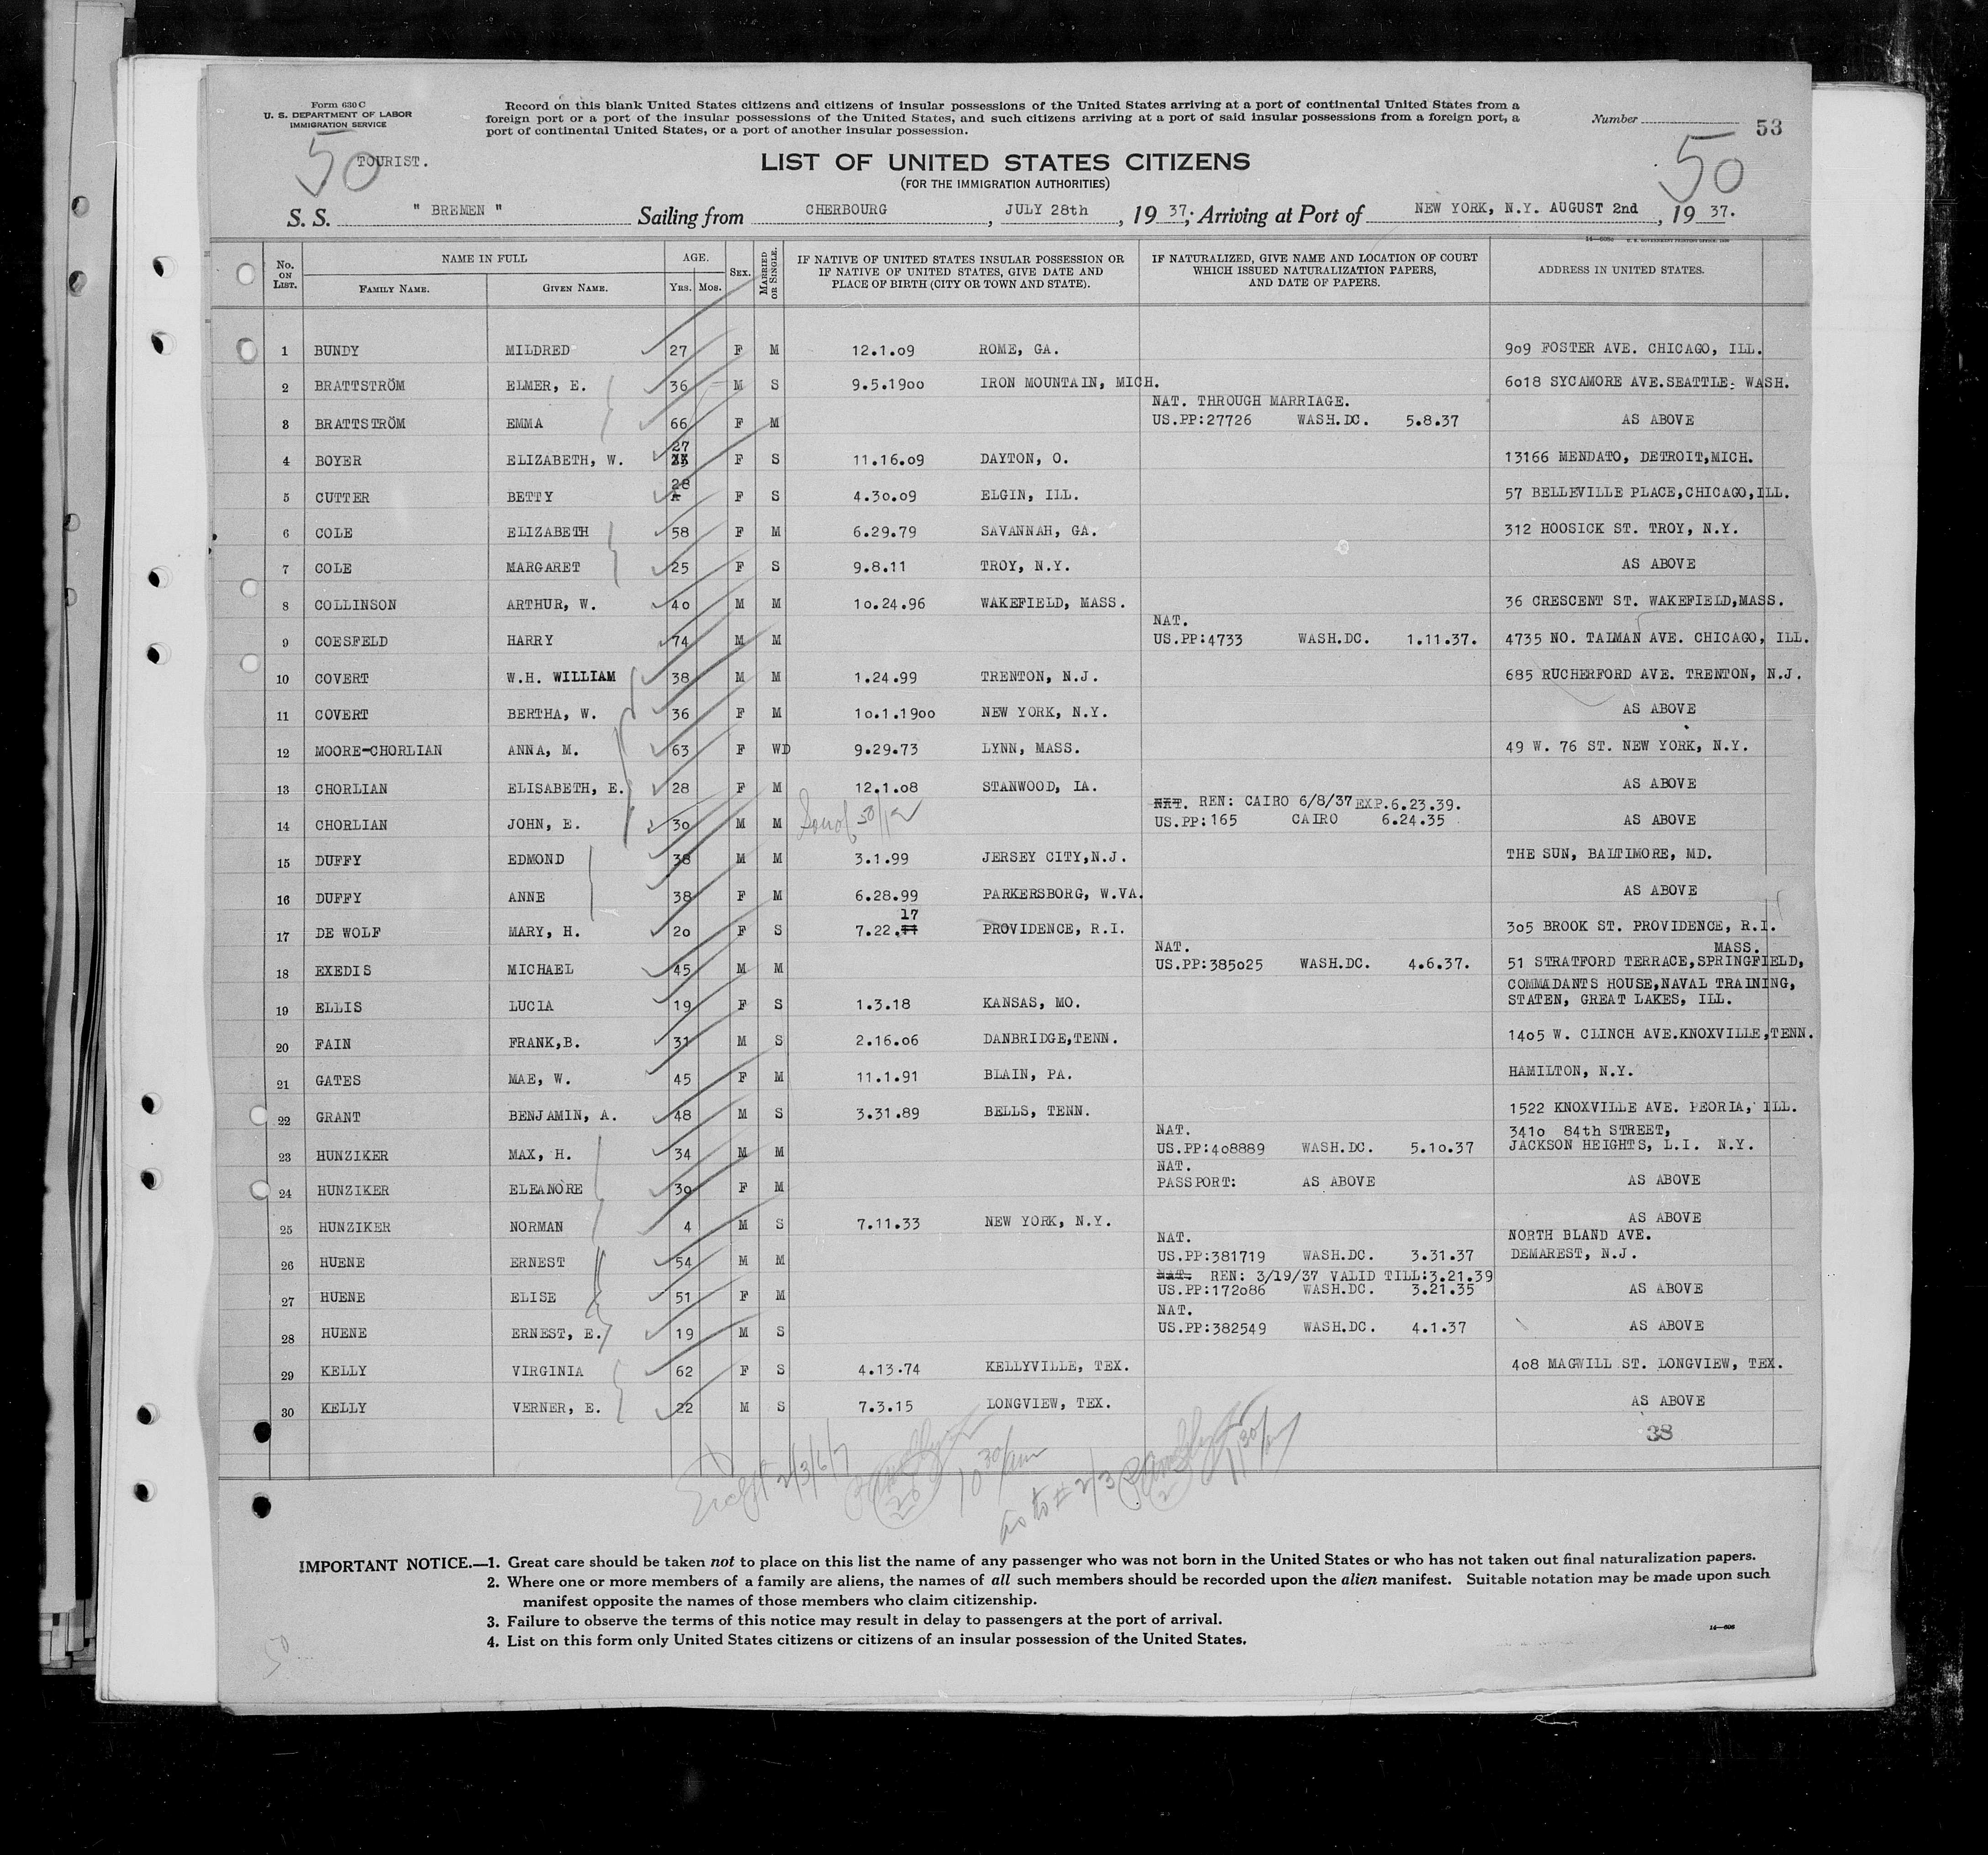 Form 630 C
U. S. DEPARTMENT OF LABOR
IMMIGRATION SERVICE
Record on this blank United States citizens and citizens of insular possessions of the United States arriving at a port of continental United States from a
foreign port or a port of the insular possessions of the United States, and such citizens arriving at a port of said insular possessions from a foreign port, a
port of continental United States, or a port of another insular possession.
Number 53
50 TOURIST. 50
LIST OF UNITED STATES CITIZENS
(FOR THE IMMIGRATION AUTHORITIES)
S. S. " BREMEN " Sailing from CHERBOURG, JULY 28th, 19 37; Arriving at Port of NEW YORK, N.Y. AUGUST 2nd, 19 37.
No. ON LIST. NAME IN FULL FAMILY NAME. GIVEN NAME. AGE. YRS. MOS. SEX. MARRIED OR SINGLE. IF NATIVE OF UNITED STATES INSULAR POSSESSION OR IF NATIVE OF UNITED STATES, GIVE DATE AND PLACE OF BIRTH (CITY OR TOWN AND STATE). IF NATURALIZED, GIVE NAME AND LOCATION OF COURT WHICH ISSUED NATURALIZATION PAPERS, AND DATE OF PAPERS. ADDRESS IN UNITED STATES.
1 BUNDY MILDRED 27 F M 12.1.09 ROME, GA. 909 FOSTER AVE. CHICAGO, ILL.
2 BRATTSTRÖM ELMER, E. 36 M S 9.5.1900 IRON MOUNTAIN, MICH. 6018 SYCAMORE AVE.SEATTLE: WASH.
NAT. THROUGH MARRIAGE.
3 BRATTSTRÖM EMMA 66 F M US.PP:27726 WASH.DC. 5.8.37 AS ABOVE
27
4 BOYER ELIZABETH, W. F S 11.16.09 DAYTON, O. 13166 MENDATO, DETROIT,MICH.
28
5 CUTTER BETTY F S 4.30.09 ELGIN, ILL. 57 BELLEVILLE PLACE,CHICAGO,ILL.
6 COLE ELIZABETH 58 F M 6.29.79 SAVANNAH, GA. 312 HOOSICK ST. TROY, N.Y.
7 COLE MARGARET 25 F S 9.8.11 TROY, N.Y. AS ABOVE
8 COLLINSON ARTHUR, W. 40 M M 10.24.96 WAKEFIELD, MASS. 36 CRESCENT ST. WAKEFIELD,MASS.
NAT.
9 COESFELD HARRY 74 M M US.PP:4733 WASH.DC. 1.11.37. 4735 NO. TALMAN AVE. CHICAGO, ILL.
10 COVERT W.H. WILLIAM 38 M M 1.24.99 TRENTON, N.J. 685 RUCHERFORD AVE. TRENTON, N.J.
11 COVERT BERTHA, W. 36 F M 10.1.1900 NEW YORK, N.Y. AS ABOVE
12 MOORE-CHORLIAN ANNA, M. 63 F WD 9.29.73 LYNN, MASS. 49 W. 76 ST. NEW YORK, N.Y.
13 CHORLIAN ELISABETH, E. 28 F M 12.1.08 STANWOOD, IA. AS ABOVE
NAT. REN: CAIRO 6/8/37 EXP.6.23.39.
14 CHORLIAN JOHN, E. 30 M M US.PP:165 CAIRO 6.24.35 AS ABOVE
15 DUFFY EDMOND 38 M M 3.1.99 JERSEY CITY,N.J. THE SUN, BALTIMORE, MD.
16 DUFFY ANNE 38 F M 6.28.99 PARKERSBORG, W.VA. AS ABOVE
17
17 DE WOLF MARY, H. 20 F S 7.22. PROVIDENCE, R.I. 305 BROOK ST. PROVIDENCE, R.I.
NAT. MASS.
18 EXEDIS MICHAEL 45 M M US.PP:385025 WASH.DC. 4.6.37. 51 STRATFORD TERRACE,SPRINGFIELD,
COMMADANTS HOUSE,NAVAL TRAINING,
19 ELLIS LUCIA 19 F S 1.3.18 KANSAS, MO. STATEN, GREAT LAKES, ILL.
20 FAIN FRANK,B. 31 M S 2.16.06 DANBRIDGE,TENN. 1405 W. CLINCH AVE.KNOXVILLE,TENN.
21 GATES MAE, W. 45 F M 11.1.91 BLAIN, PA. HAMILTON, N.Y.
22 GRANT BENJAMIN, A. 48 M S 3.31.89 BELLS, TENN. 1522 KNOXVILLE AVE. PEORIA, ILL.
NAT. 3410 84th STREET,
23 HUNZIKER MAX, H. 34 M M US.PP:408889 WASH.DC. 5.10.37 JACKSON HEIGHTS, L.I. N.Y.
NAT.
24 HUNZIKER ELEANORE 30 F M PASSPORT: AS ABOVE AS ABOVE
25 HUNZIKER NORMAN 4 M S 7.11.33 NEW YORK, N.Y. AS ABOVE
NAT. NORTH BLAND AVE.
26 HUENE ERNEST 54 M M US.PP:381719 WASH.DC. 3.31.37 DEMAREST, N.J.
NAT. REN: 3/19/37 VALID TILL:3.21.39
27 HUENE ELISE 51 F M US.PP:172086 WASH.DC. 3.21.35 AS ABOVE
NAT.
28 HUENE ERNEST, E. 19 M S US.PP:382549 WASH.DC. 4.1.37 AS ABOVE
29 KELLY VIRGINIA 62 F S 4.13.74 KELLYVILLE, TEX. 408 MAGWILL ST. LONGVIEW, TEX.
30 KELLY VERNER, E. 22 M S 7.3.15 LONGVIEW, TEX. AS ABOVE
38
IMPORTANT NOTICE.—1. Great care should be taken not to place on this list the name of any passenger who was not born in the United States or who has not taken out final naturalization papers.
2. Where one or more members of a family are aliens, the names of all such members should be recorded upon the alien manifest. Suitable notation may be made upon such
manifest opposite the names of those members who claim citizenship.
3. Failure to observe the terms of this notice may result in delay to passengers at the port of arrival.
4. List on this form only United States citizens or citizens of an insular possession of the United States.
14—606
50